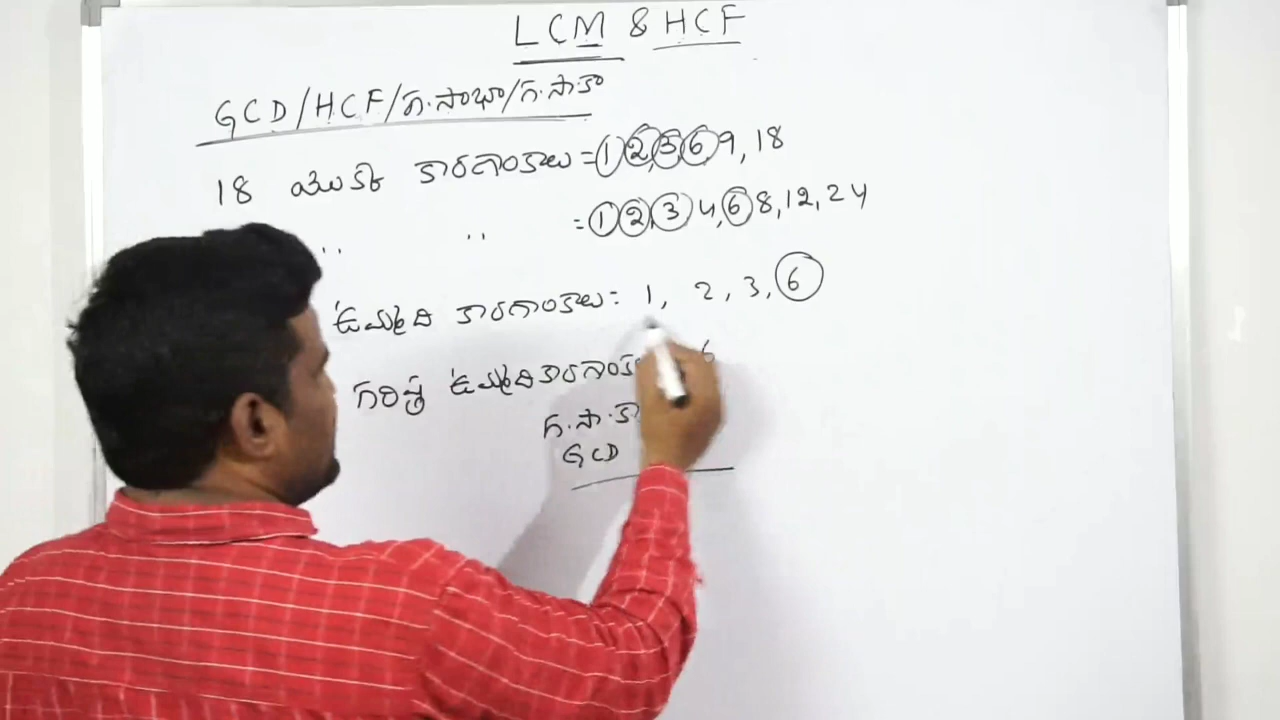 LCM & HCF
GCD/HCF/గ.సాభా/గ.సా.కా
18 యొక్క కారణాంకాలు = 1 2, 3 6 9, 18
,, ,, = 1 2 3 4, 6 8, 12, 24
ఉమ్మడి కారణాంకాలు: 1, 2, 3, 6
గరిష్ట ఉమ్మడి కారణాంకం 6
గ.సా.కా
GCD